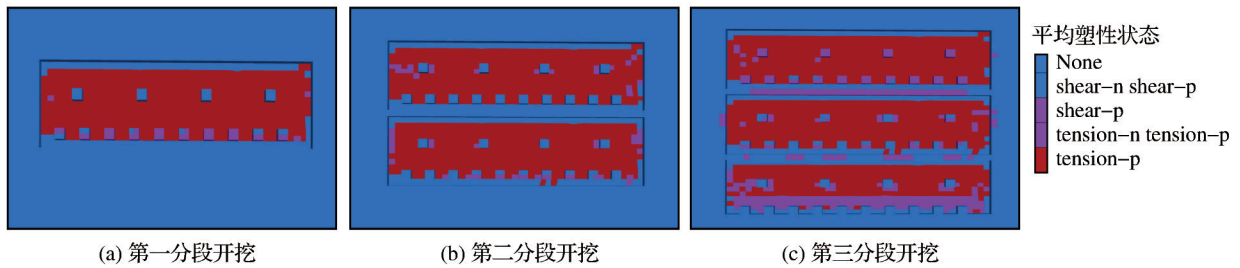 平均塑性状态
None
shear-n shear-p
shear-p
tension-n tension-p
tension-p
(a) 第一分段开挖
(b) 第二分段开挖
(c) 第三分段开挖